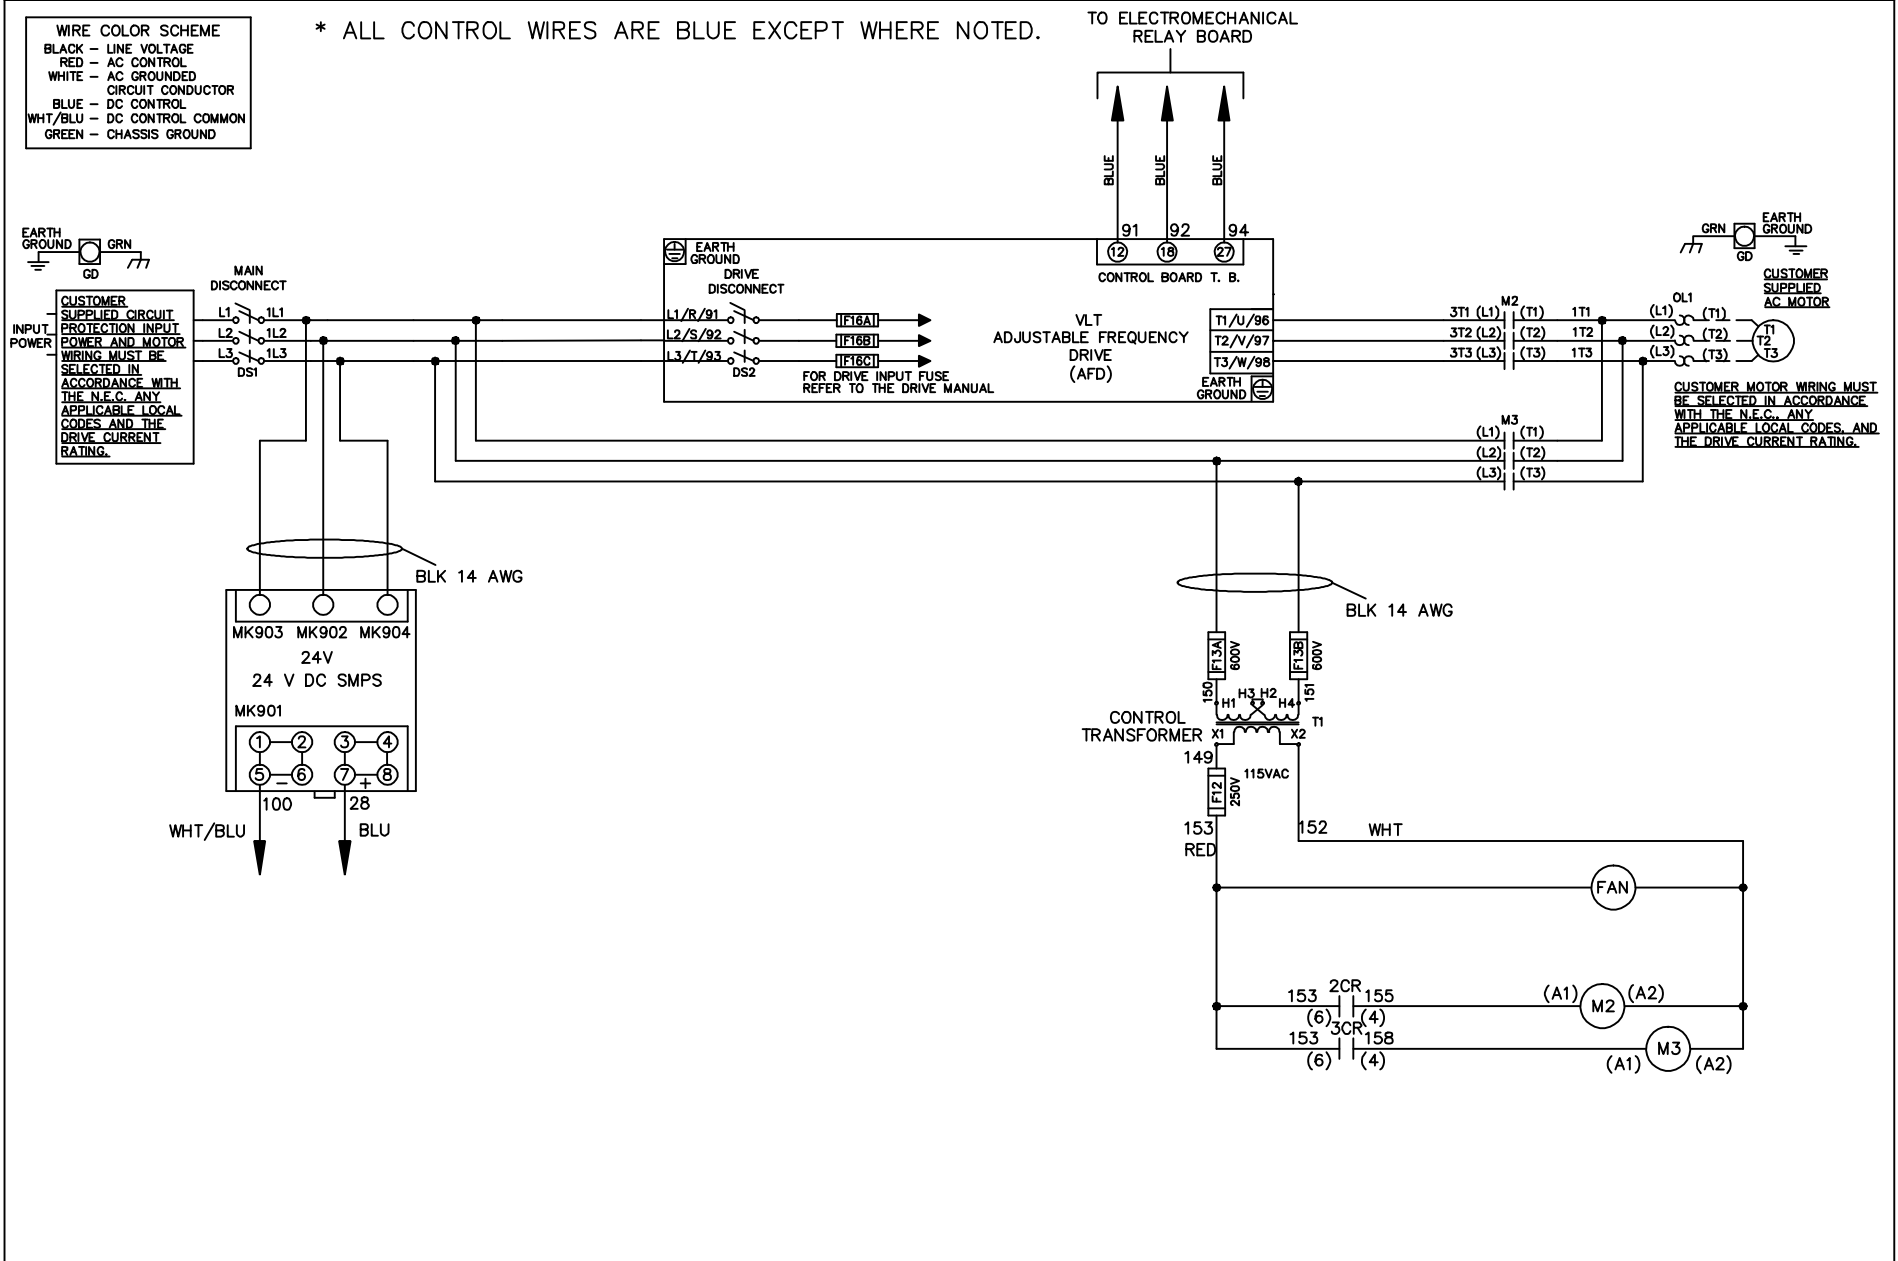 WIRE COLOR SCHEME
BLACK – LINE VOLTAGE
RED – AC CONTROL
WHITE – AC GROUNDED
CIRCUIT CONDUCTOR
BLUE – DC CONTROL
WHT/BLU – DC CONTROL COMMON
GREEN – CHASSIS GROUND
* ALL CONTROL WIRES ARE BLUE EXCEPT WHERE NOTED.
TO ELECTROMECHANICAL
RELAY BOARD
BLUE
BLUE
BLUE
91 92 94
12 18 27
CONTROL BOARD T. B.
EARTH
GROUND
GRN
GD
MAIN
DISCONNECT
L1 1L1
L2 1L2
L3 1L3
DS1
INPUT
POWER
CUSTOMER
SUPPLIED CIRCUIT
PROTECTION INPUT
POWER AND MOTOR
WIRING MUST BE
SELECTED IN
ACCORDANCE WITH
THE N.E.C. ANY
APPLICABLE LOCAL
CODES AND THE
DRIVE CURRENT
RATING.
EARTH
GROUND
DRIVE
DISCONNECT
L1/R/91
L2/S/92
L3/T/93
DS2
F16A
F16B
F16C
FOR DRIVE INPUT FUSE
REFER TO THE DRIVE MANUAL
VLT
ADJUSTABLE FREQUENCY
DRIVE
(AFD)
T1/U/96
T2/V/97
T3/W/98
EARTH
GROUND
M2
3T1 (L1) (T1) 1T1
3T2 (L2) (T2) 1T2
3T3 (L3) (T3) 1T3
OL1
(L1) (T1)
(L2) (T2)
(L3) (T3)
T1
T2
T3
GRN
GD
EARTH
GROUND
CUSTOMER
SUPPLIED
AC MOTOR
CUSTOMER MOTOR WIRING MUST
BE SELECTED IN ACCORDANCE
WITH THE N.E.C., ANY
APPLICABLE LOCAL CODES, AND
THE DRIVE CURRENT RATING.
M3
(L1) (T1)
(L2) (T2)
(L3) (T3)
BLK 14 AWG
MK903 MK902 MK904
24V
24 V DC SMPS
MK901
1 2 3 4
5 – 6 7 + 8
100 28
WHT/BLU BLU
BLK 14 AWG
F13A
600V
F13B
600V
150
151
H1 H3 H2 H4
T1
CONTROL
TRANSFORMER
X1 X2
149
115VAC
F12
250V
153
RED
152 WHT
FAN
2CR
153 155
(6) (4)
(A1) M2 (A2)
3CR
153 158
(6) (4)
(A1) M3 (A2)